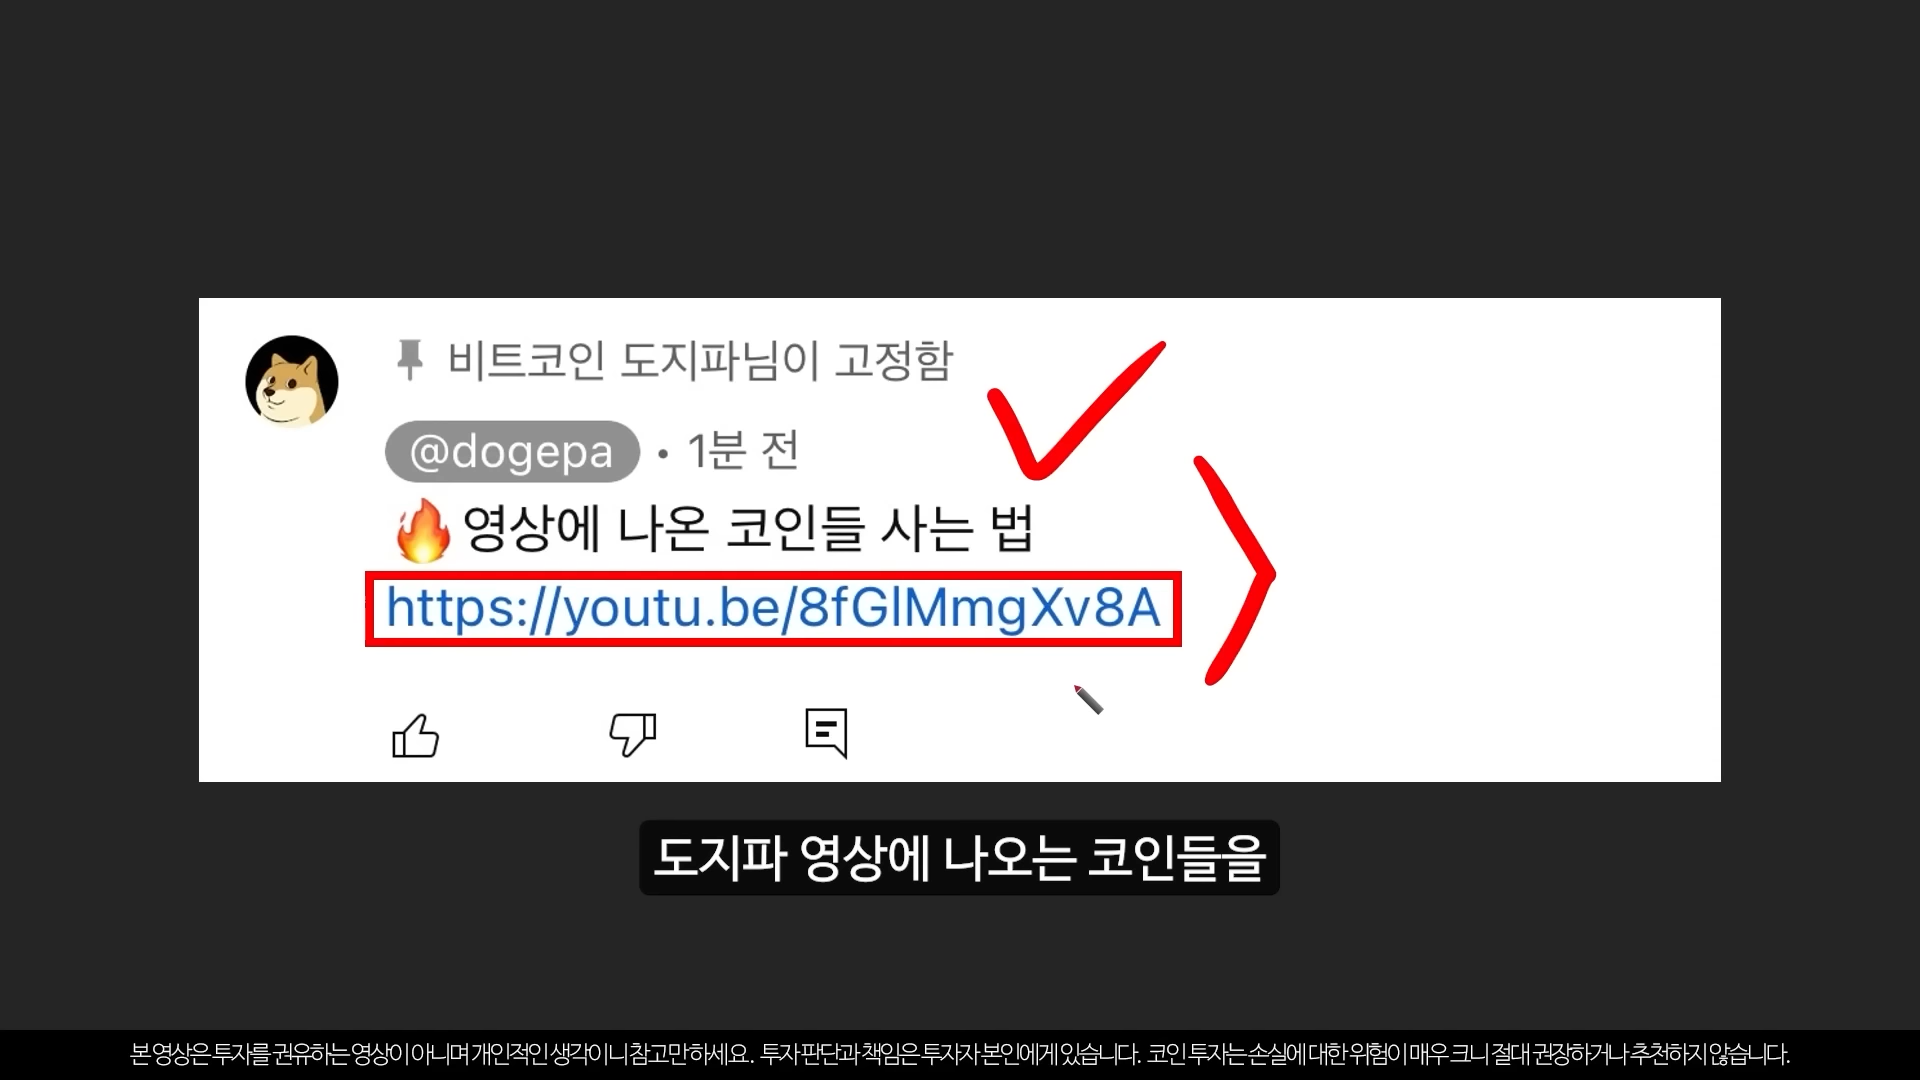 비트코인 도지파님이 고정함
@dogepa · 1분 전
🔥영상에 나온 코인들 사는 법
https://youtu.be/8fGlMmgXv8A
도지파 영상에 나오는 코인들을
본 영상은 투자를 권유하는 영상이 아니며 개인적인 생각이니 참고만 하세요. 투자 판단과 책임은 투자자 본인에게 있습니다. 코인 투자는 손실에 대한 위험이 매우 크니 절대 권장하거나 추천하지 않습니다.